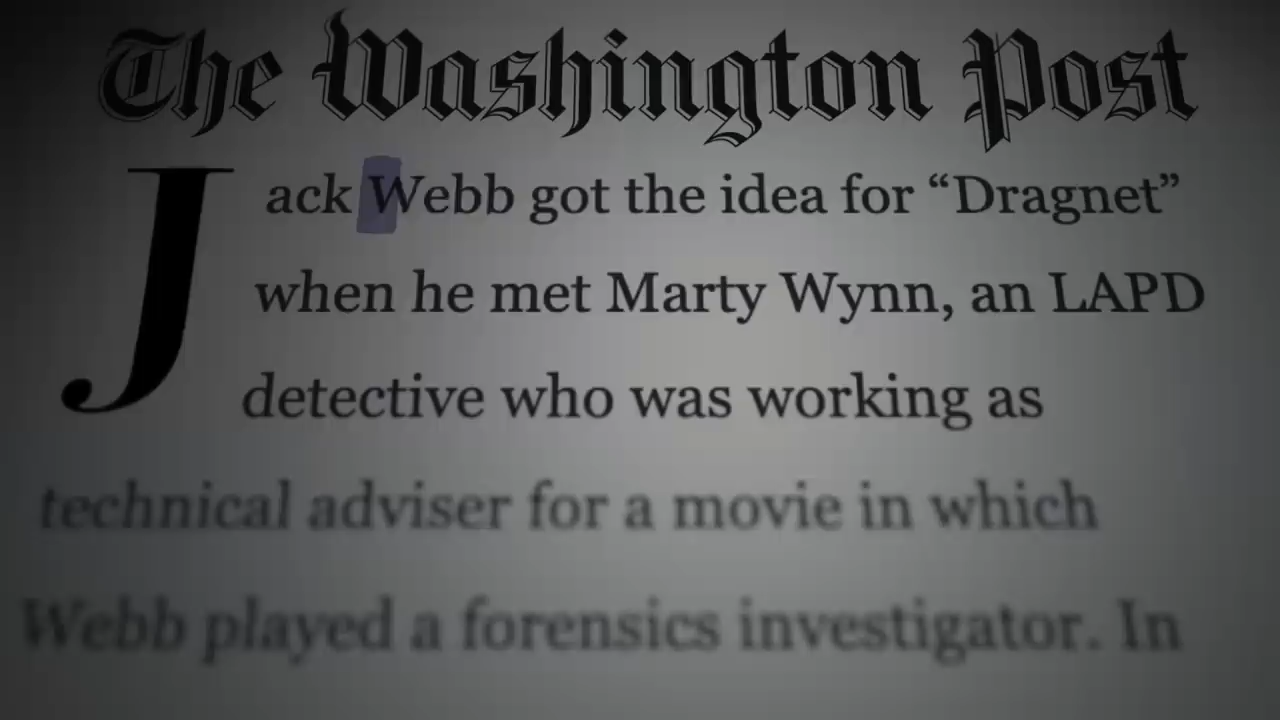 The Washington Post
Jack Webb got the idea for “Dragnet”
when he met Marty Wynn, an LAPD
detective who was working as
technical adviser for a movie in which
Webb played a forensics investigator. In